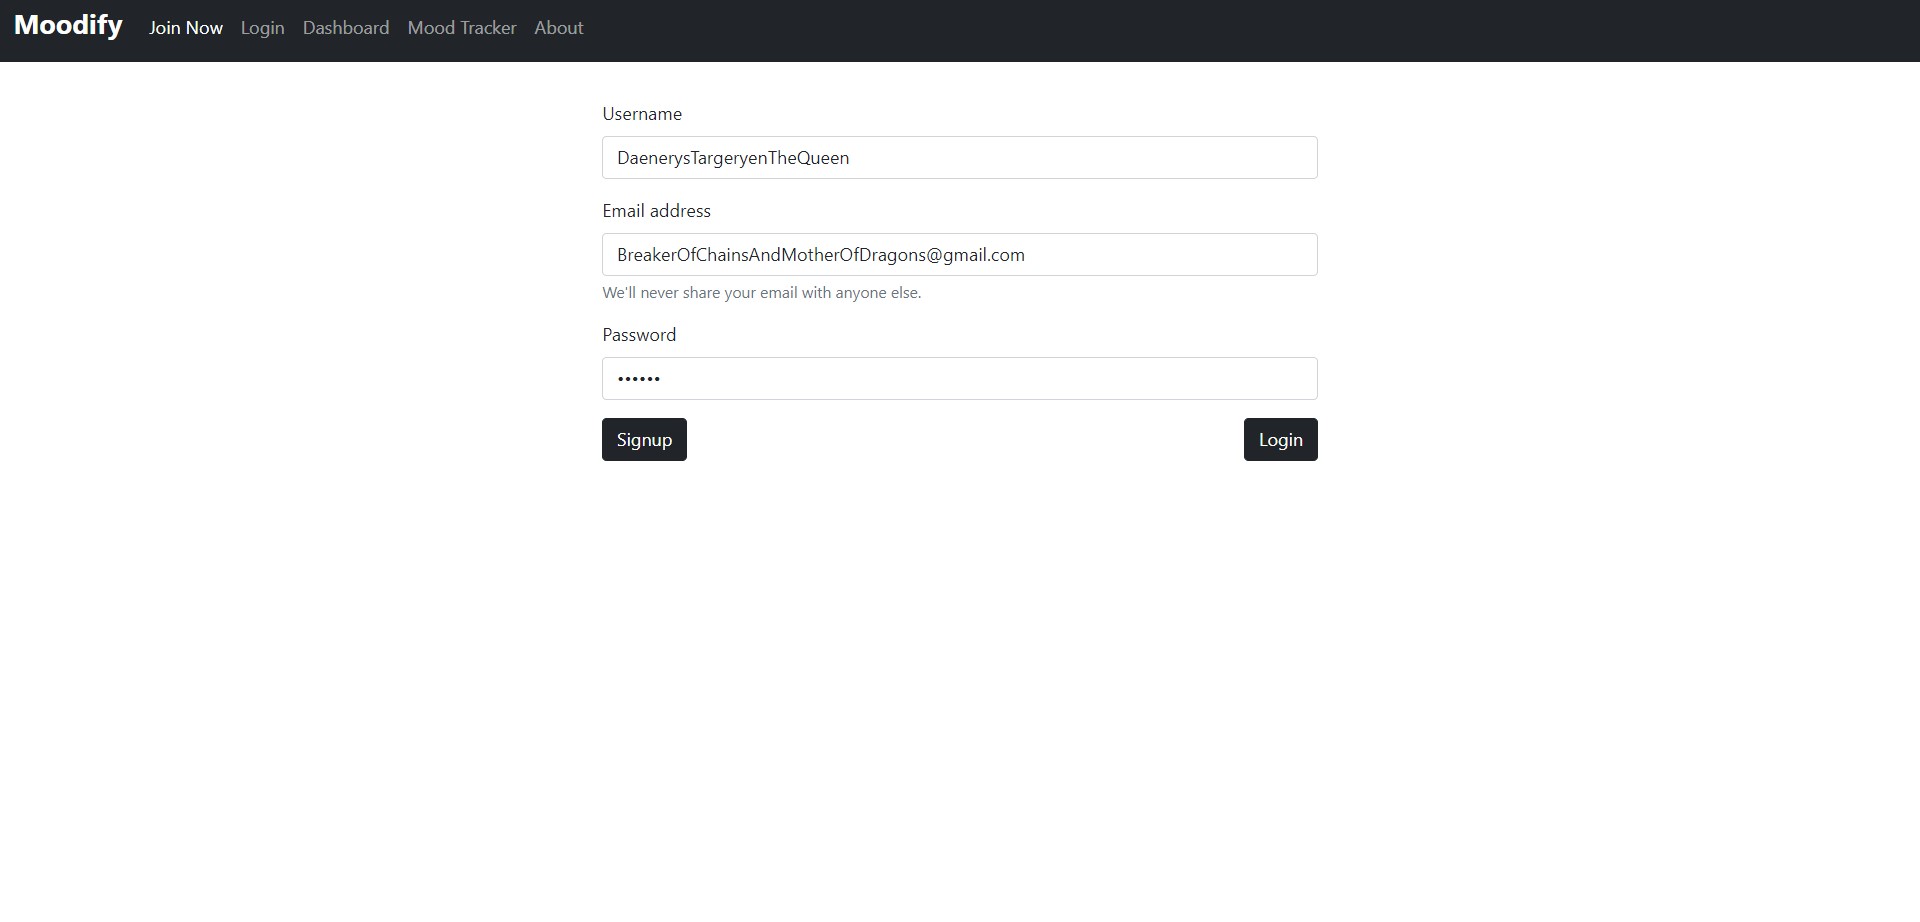 Moodify Join Now Login Dashboard Mood Tracker About
Username
DaenerysTargeryenTheQueen
Email address
BreakerOfChainsAndMotherOfDragons@gmail.com
We'll never share your email with anyone else.
Password
••••••
Signup Login